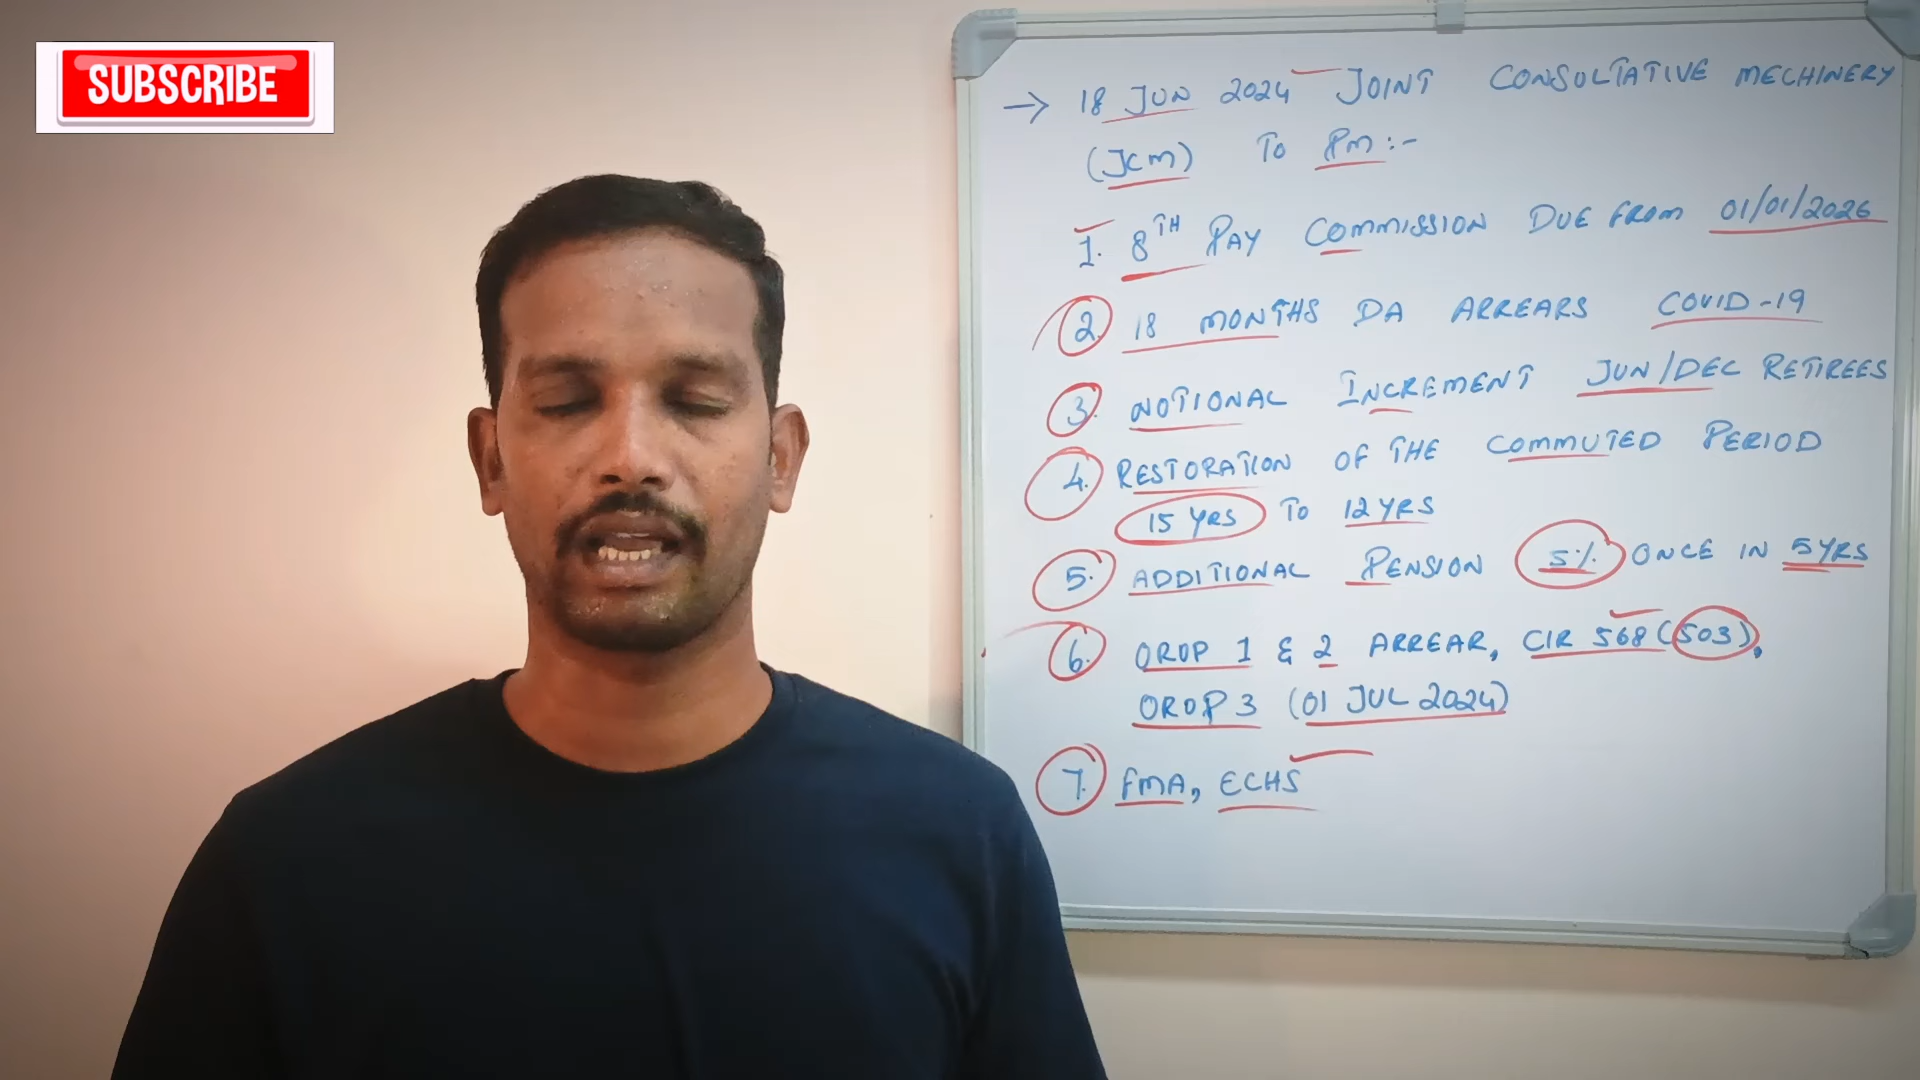 SUBSCRIBE
→ 18 JUN 2024 JOINT CONSULTATIVE MECHINERY
(JCM) TO PM:-
1. 8TH PAY COMMISSION DUE FROM 01/01/2026
2. 18 MONTHS DA ARREARS COVID-19
3. NOTIONAL INCREMENT JUN/DEC RETIREES
4. RESTORATION OF THE COMMUTED PERIOD
15 YRS TO 12 YRS
5. ADDITIONAL PENSION 5% ONCE IN 5 YRS
6. OROP 1 & 2 ARREAR, CIR 568 (503),
OROP 3 (01 JUL 2024)
7. FMA, ECHS